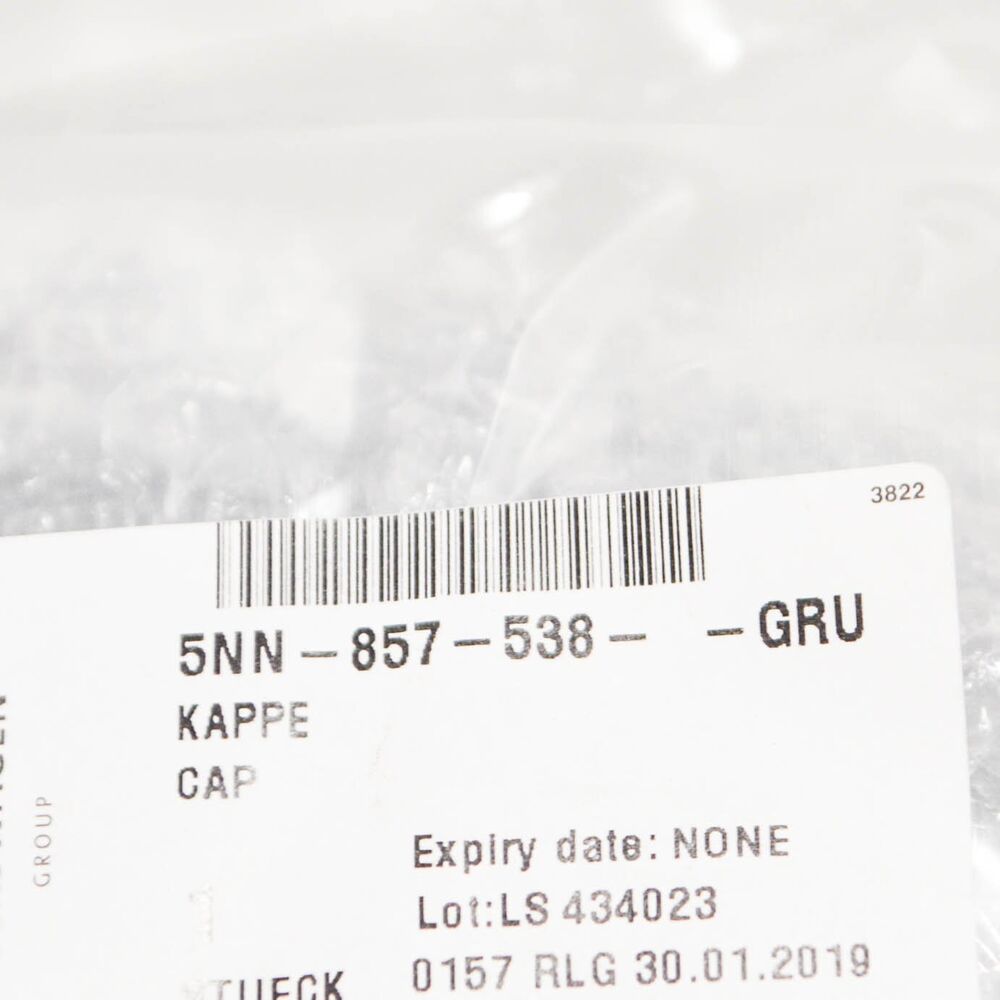 3822
5NN-857-538- -GRU
KAPPE
CAP
GROUP
Expiry date: NONE
Lot:LS 434023
0157 RLG 30.01.2019